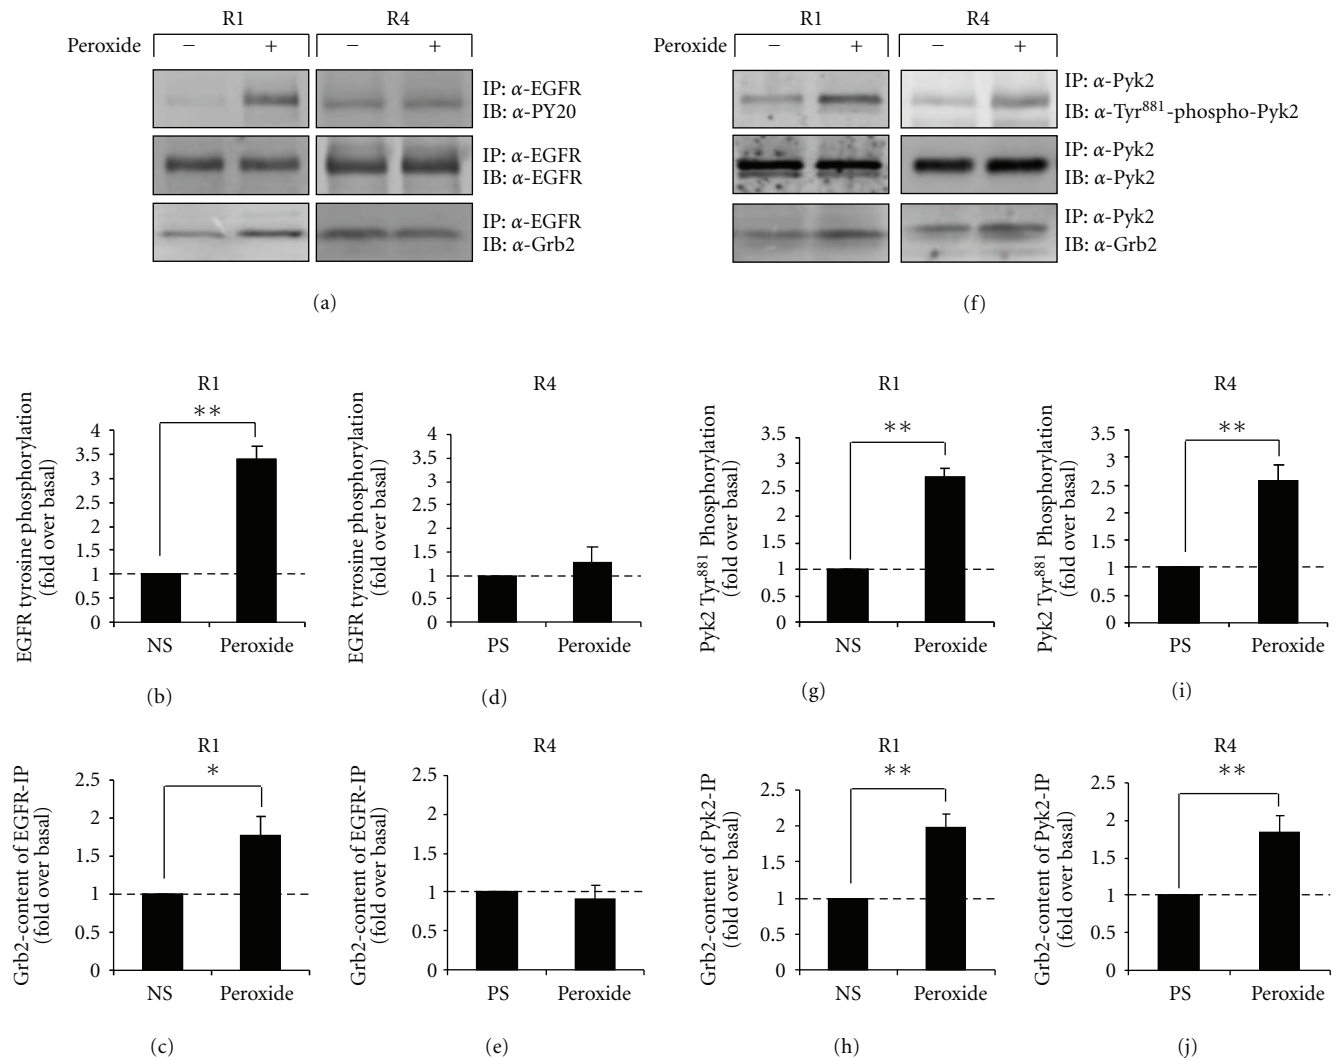 R1 R4
Peroxide − + − +
IP: α-EGFR
IB: α-PY20
IP: α-EGFR
IB: α-EGFR
IP: α-EGFR
IB: α-Grb2
(a)
R1 R4
Peroxide − + − +
IP: α-Pyk2
IB: α-Tyr⁸⁸¹-phospho-Pyk2
IP: α-Pyk2
IB: α-Pyk2
IP: α-Pyk2
IB: α-Grb2
(f)
R1
**
EGFR tyrosine phosphorylation
(fold over basal)
4
3.5
3
2.5
2
1.5
1
0.5
0
NS Peroxide
(b)
R4
EGFR tyrosine phosphorylation
(fold over basal)
4
3.5
3
2.5
2
1.5
1
0.5
0
PS Peroxide
(d)
R1
**
Pyk2 Tyr⁸⁸¹ Phosphorylation
(fold over basal)
3.5
3
2.5
2
1.5
1
0.5
0
NS Peroxide
(g)
R4
**
Pyk2 Tyr⁸⁸¹ Phosphorylation
(fold over basal)
3.5
3
2.5
2
1.5
1
0.5
0
PS Peroxide
(i)
R1
*
Grb2-content of EGFR-IP
(fold over basal)
2.5
2
1.5
1
0.5
0
NS Peroxide
(c)
R4
Grb2-content of EGFR-IP
(fold over basal)
2.5
2
1.5
1
0.5
0
PS Peroxide
(e)
R1
**
Grb2-content of Pyk2-IP
(fold over basal)
2.5
2
1.5
1
0.5
0
NS Peroxide
(h)
R4
**
Grb2-content of Pyk2-IP
(fold over basal)
2.5
2
1.5
1
0.5
0
PS Peroxide
(j)